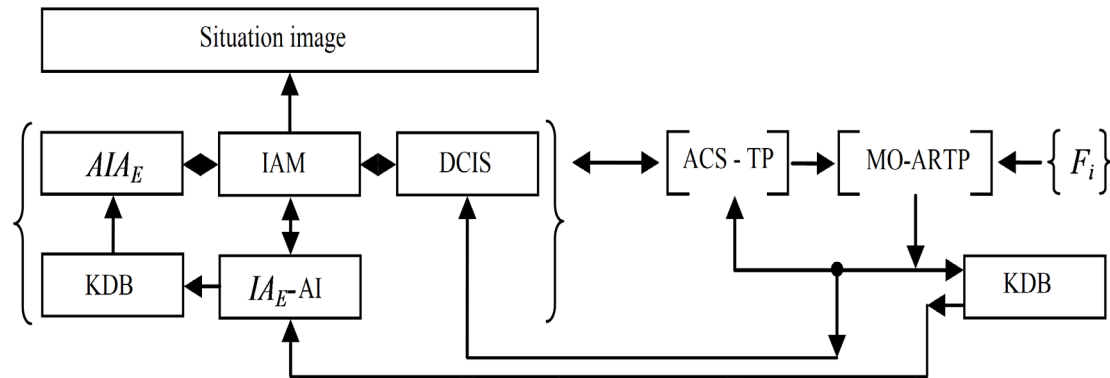 Situation image
AIA_E
IAM
DCIS
ACS - TP
MO-ARTP
{F_i}
KDB
IA_E-AI
KDB